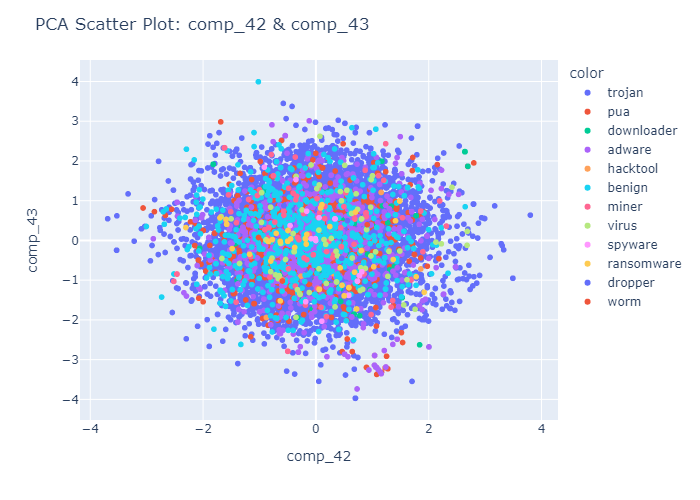 PCA Scatter Plot: comp_42 & comp_43
color
trojan
pua
downloader
adware
hacktool
benign
miner
virus
spyware
ransomware
dropper
worm
comp_43
4
3
2
1
0
−1
−2
−3
−4
−4
−2
0
2
4
comp_42